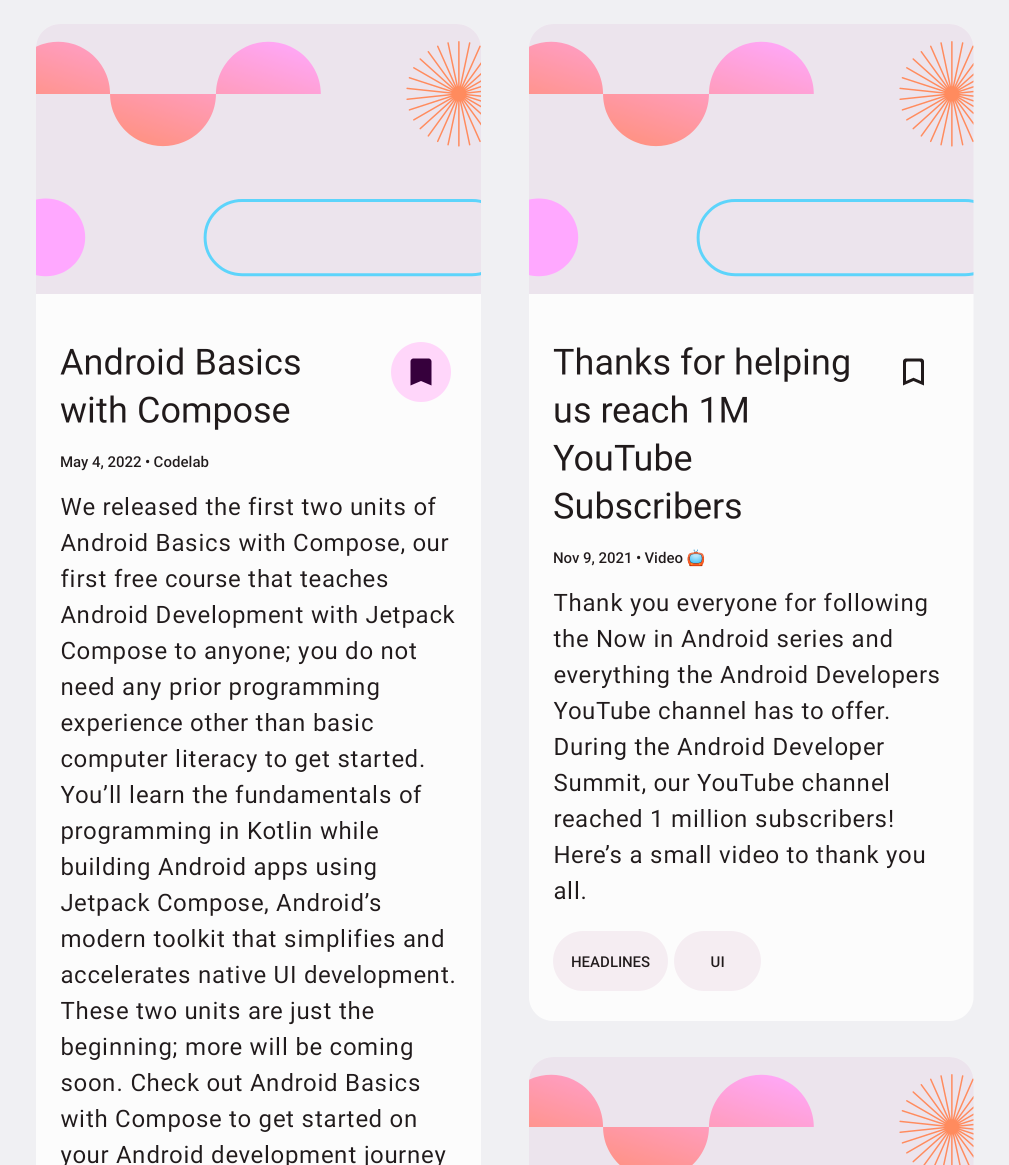 Android Basics
with Compose
May 4, 2022 • Codelab
We released the first two units of
Android Basics with Compose, our
first free course that teaches
Android Development with Jetpack
Compose to anyone; you do not
need any prior programming
experience other than basic
computer literacy to get started.
You’ll learn the fundamentals of
programming in Kotlin while
building Android apps using
Jetpack Compose, Android’s
modern toolkit that simplifies and
accelerates native UI development.
These two units are just the
beginning; more will be coming
soon. Check out Android Basics
with Compose to get started on
your Android development journey
Thanks for helping
us reach 1M
YouTube
Subscribers
Nov 9, 2021 • Video 📺
Thank you everyone for following
the Now in Android series and
everything the Android Developers
YouTube channel has to offer.
During the Android Developer
Summit, our YouTube channel
reached 1 million subscribers!
Here’s a small video to thank you
all.
HEADLINES
UI